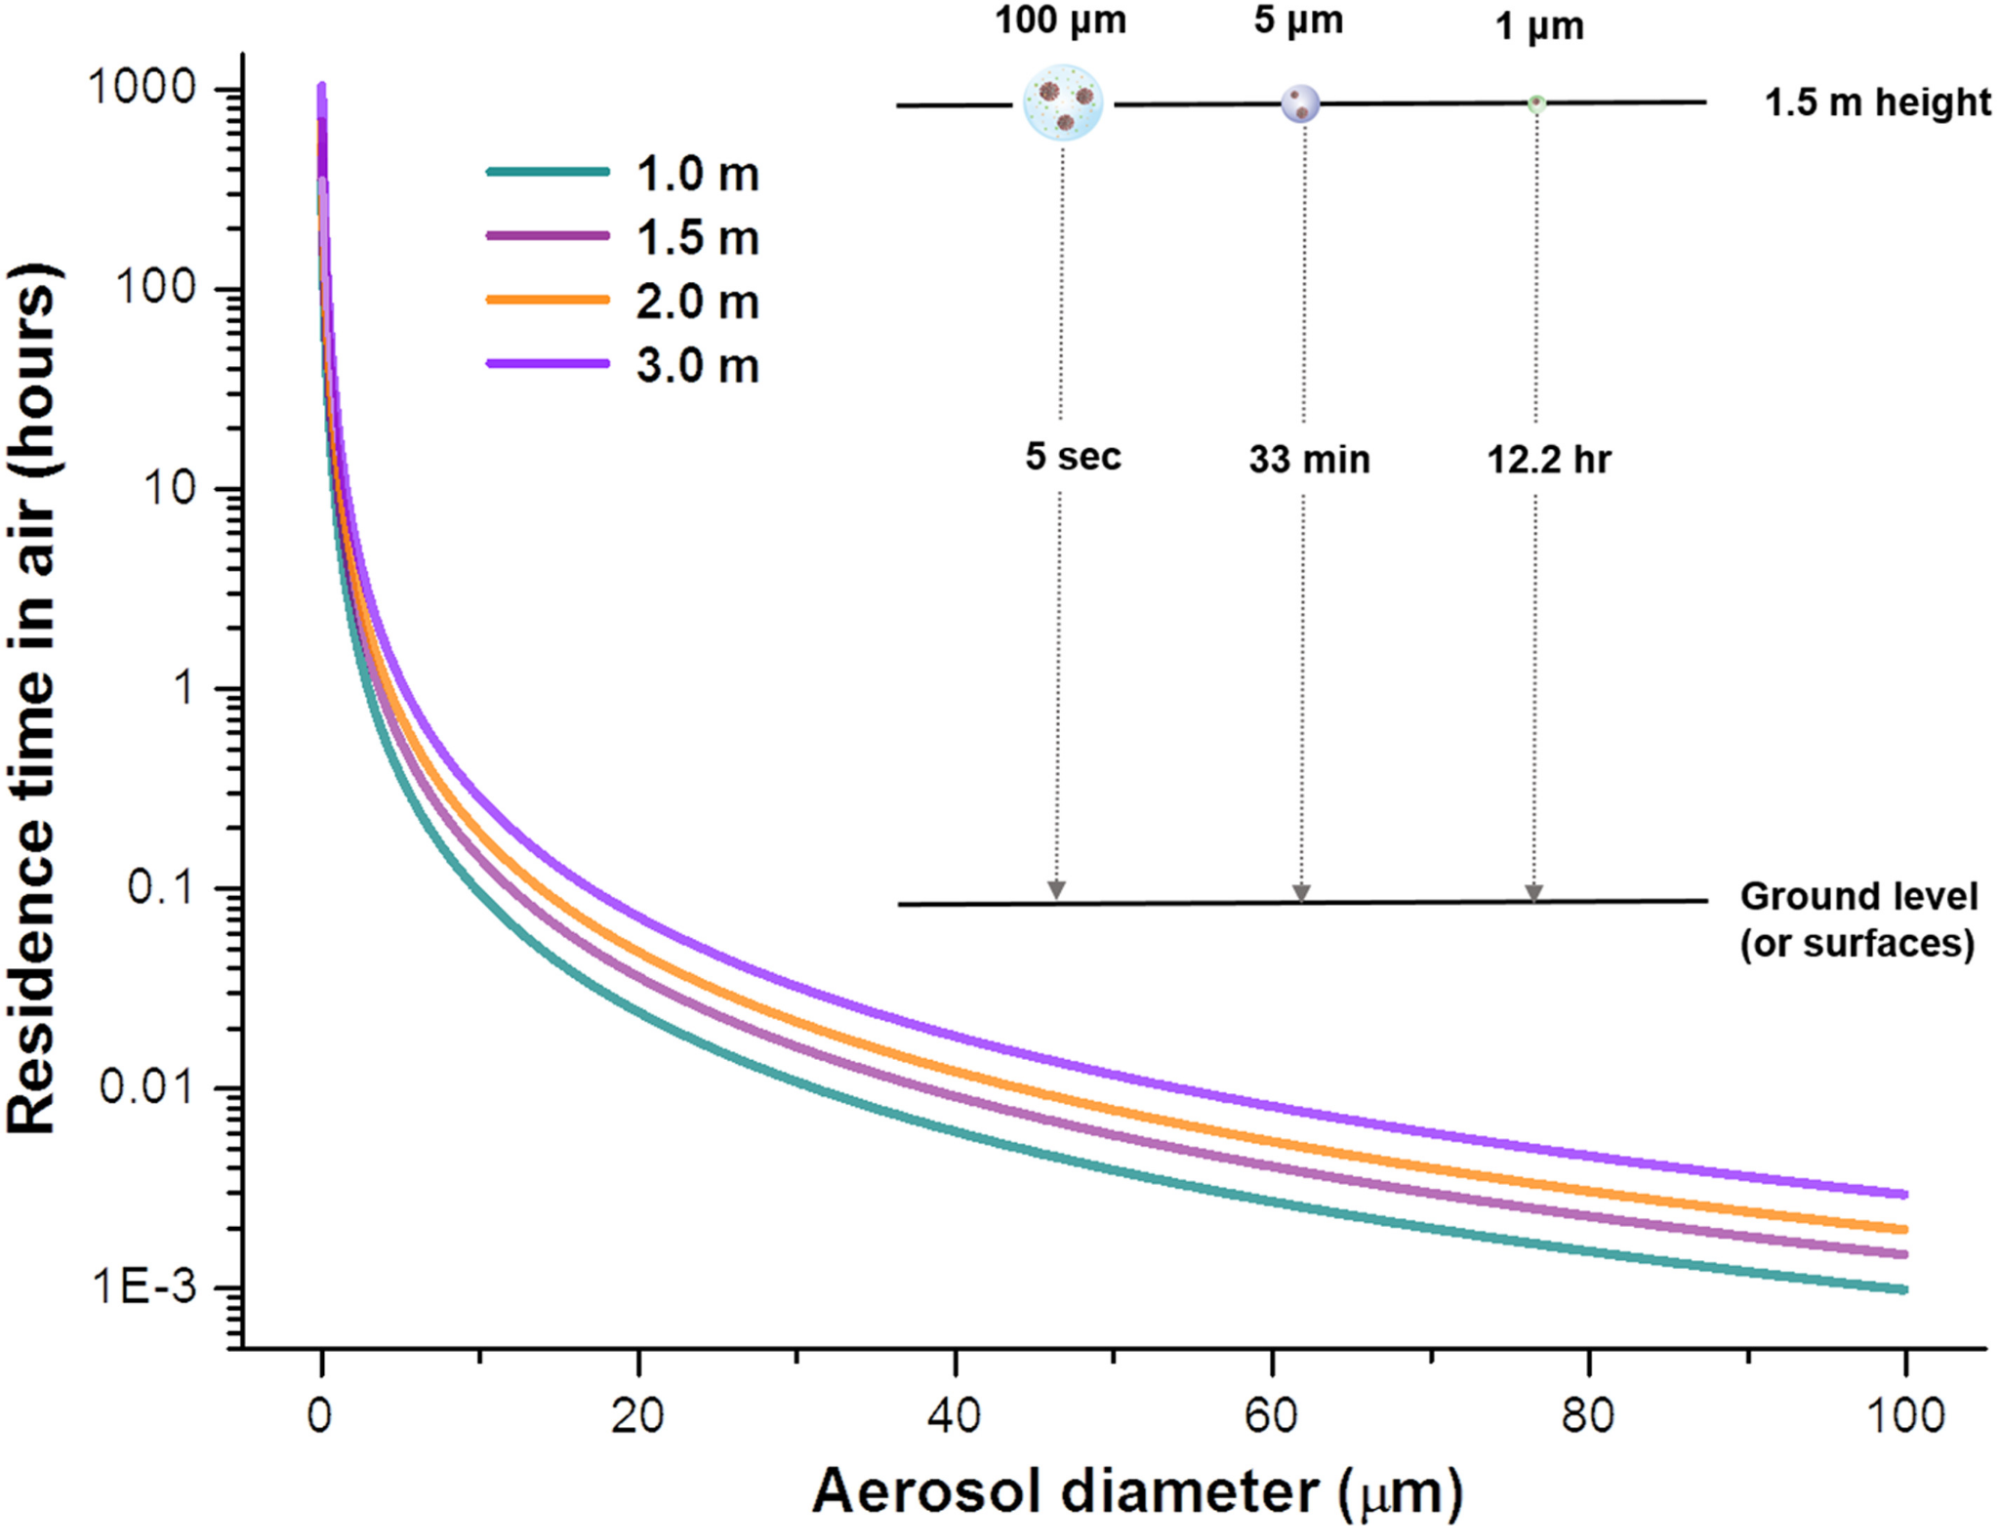 100 μm 5 μm 1 μm
1.5 m height
1000
100
10
1
0.1
0.01
1E-3
Residence time in air (hours)
1.0 m
1.5 m
2.0 m
3.0 m
5 sec 33 min 12.2 hr
Ground level
(or surfaces)
0 20 40 60 80 100
Aerosol diameter (μm)